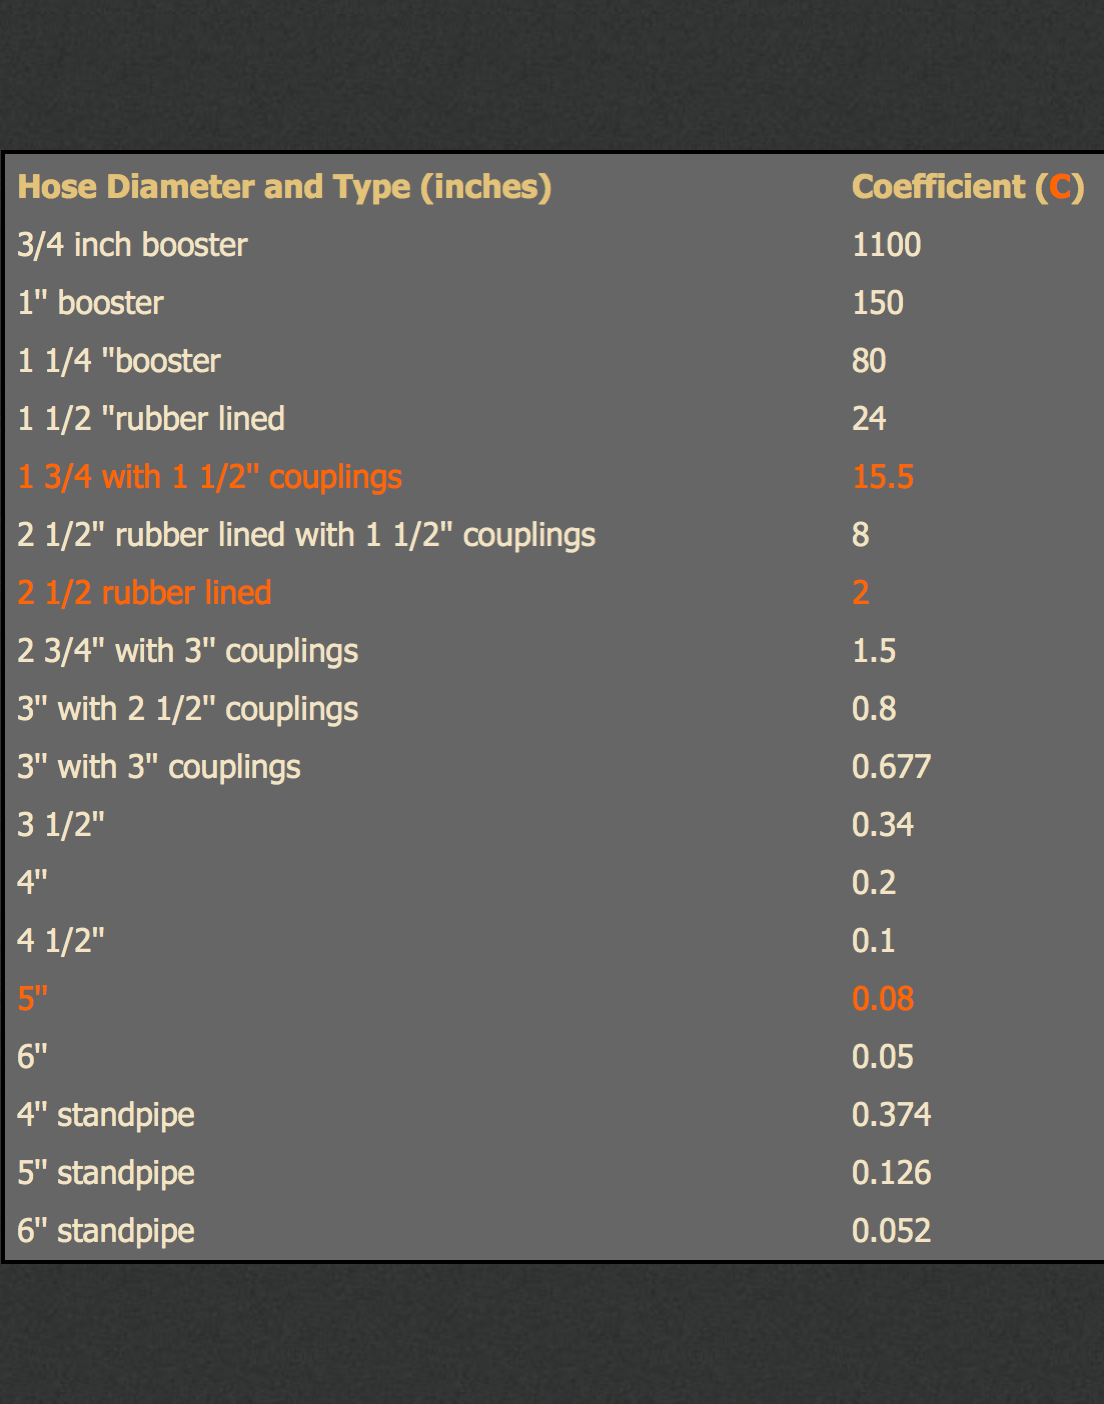 Hose Diameter and Type (inches) Coefficient (C)
3/4 inch booster 1100
1" booster 150
1 1/4 "booster 80
1 1/2 "rubber lined 24
1 3/4 with 1 1/2" couplings 15.5
2 1/2" rubber lined with 1 1/2" couplings 8
2 1/2 rubber lined 2
2 3/4" with 3" couplings 1.5
3" with 2 1/2" couplings 0.8
3" with 3" couplings 0.677
3 1/2" 0.34
4" 0.2
4 1/2" 0.1
5" 0.08
6" 0.05
4" standpipe 0.374
5" standpipe 0.126
6" standpipe 0.052